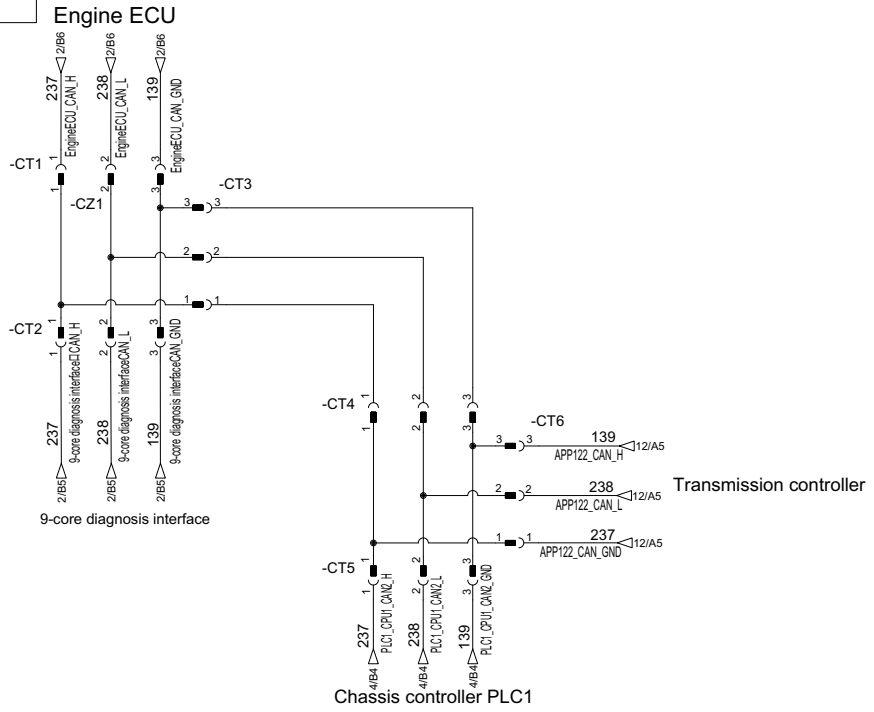 Engine ECU
2/B6
2/B6
2/B6
237
EngineECU_CAN_H
238
EngineECU_CAN_L
139
EngineECU_CAN_GND
-CT1
1
2
3
1
2
3
-CZ1
-CT3
3
3
2
2
1
1
-CT2
1
2
3
1
2
3
237
9-core diagnosis interface□CAN_H
238
9-core diagnosis interfaceCAN_L
139
9-core diagnosis interfaceCAN_GND
2/B5
2/B5
2/B5
9-core diagnosis interface
-CT4
1
2
3
1
2
3
-CT6
3
3
139
12/A5
APP122_CAN_H
2
2
238
12/A5
APP122_CAN_L
1
1
237
12/A5
APP122_CAN_GND
Transmission controller
-CT5
1
2
3
1
2
3
237
PLC1_CPU1_CAN2_H
238
PLC1_CPU1_CAN2_L
139
PLC1_CPU1_CAN2_GND
4/B4
4/B4
4/B4
Chassis controller PLC1